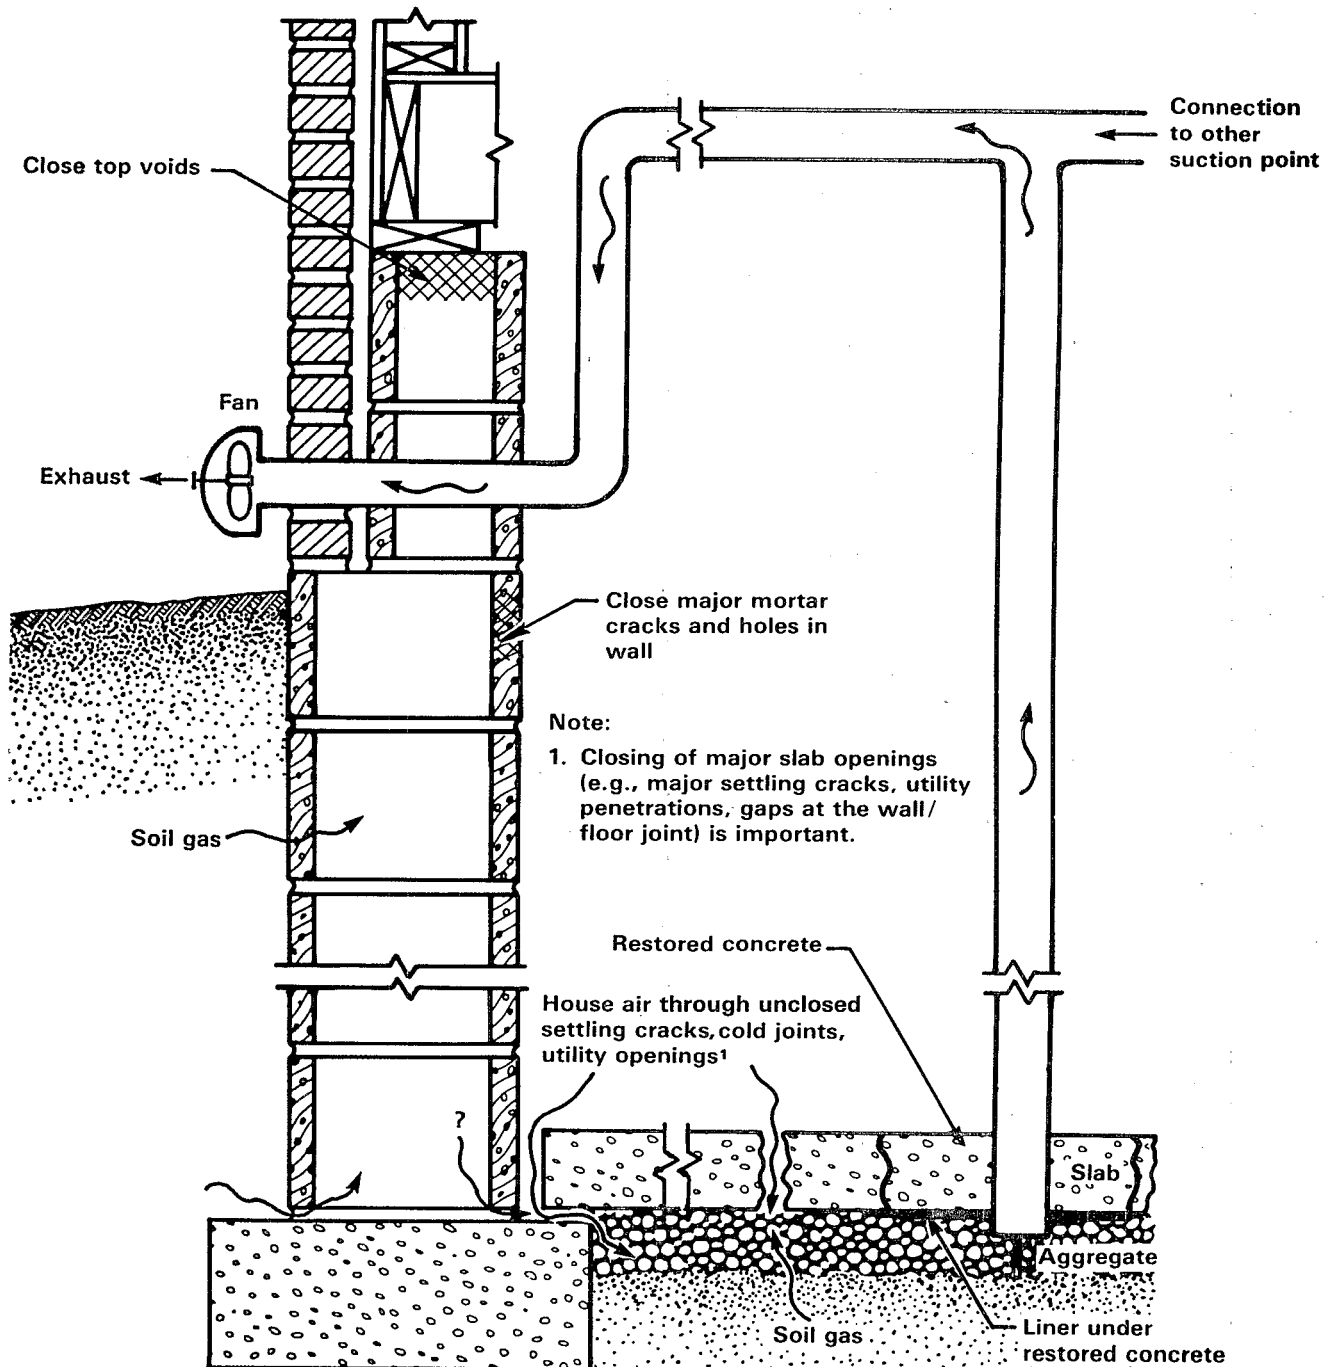 Connection
to other
suction point
Close top voids
Fan
Exhaust
Close major mortar
cracks and holes in
wall
Note:
1. Closing of major slab openings
(e.g., major settling cracks, utility
penetrations, gaps at the wall/
floor joint) is important.
Soil gas
Restored concrete
House air through unclosed
settling cracks, cold joints,
utility openings¹
?
Slab
Aggregate
Soil gas
Liner under
restored concrete